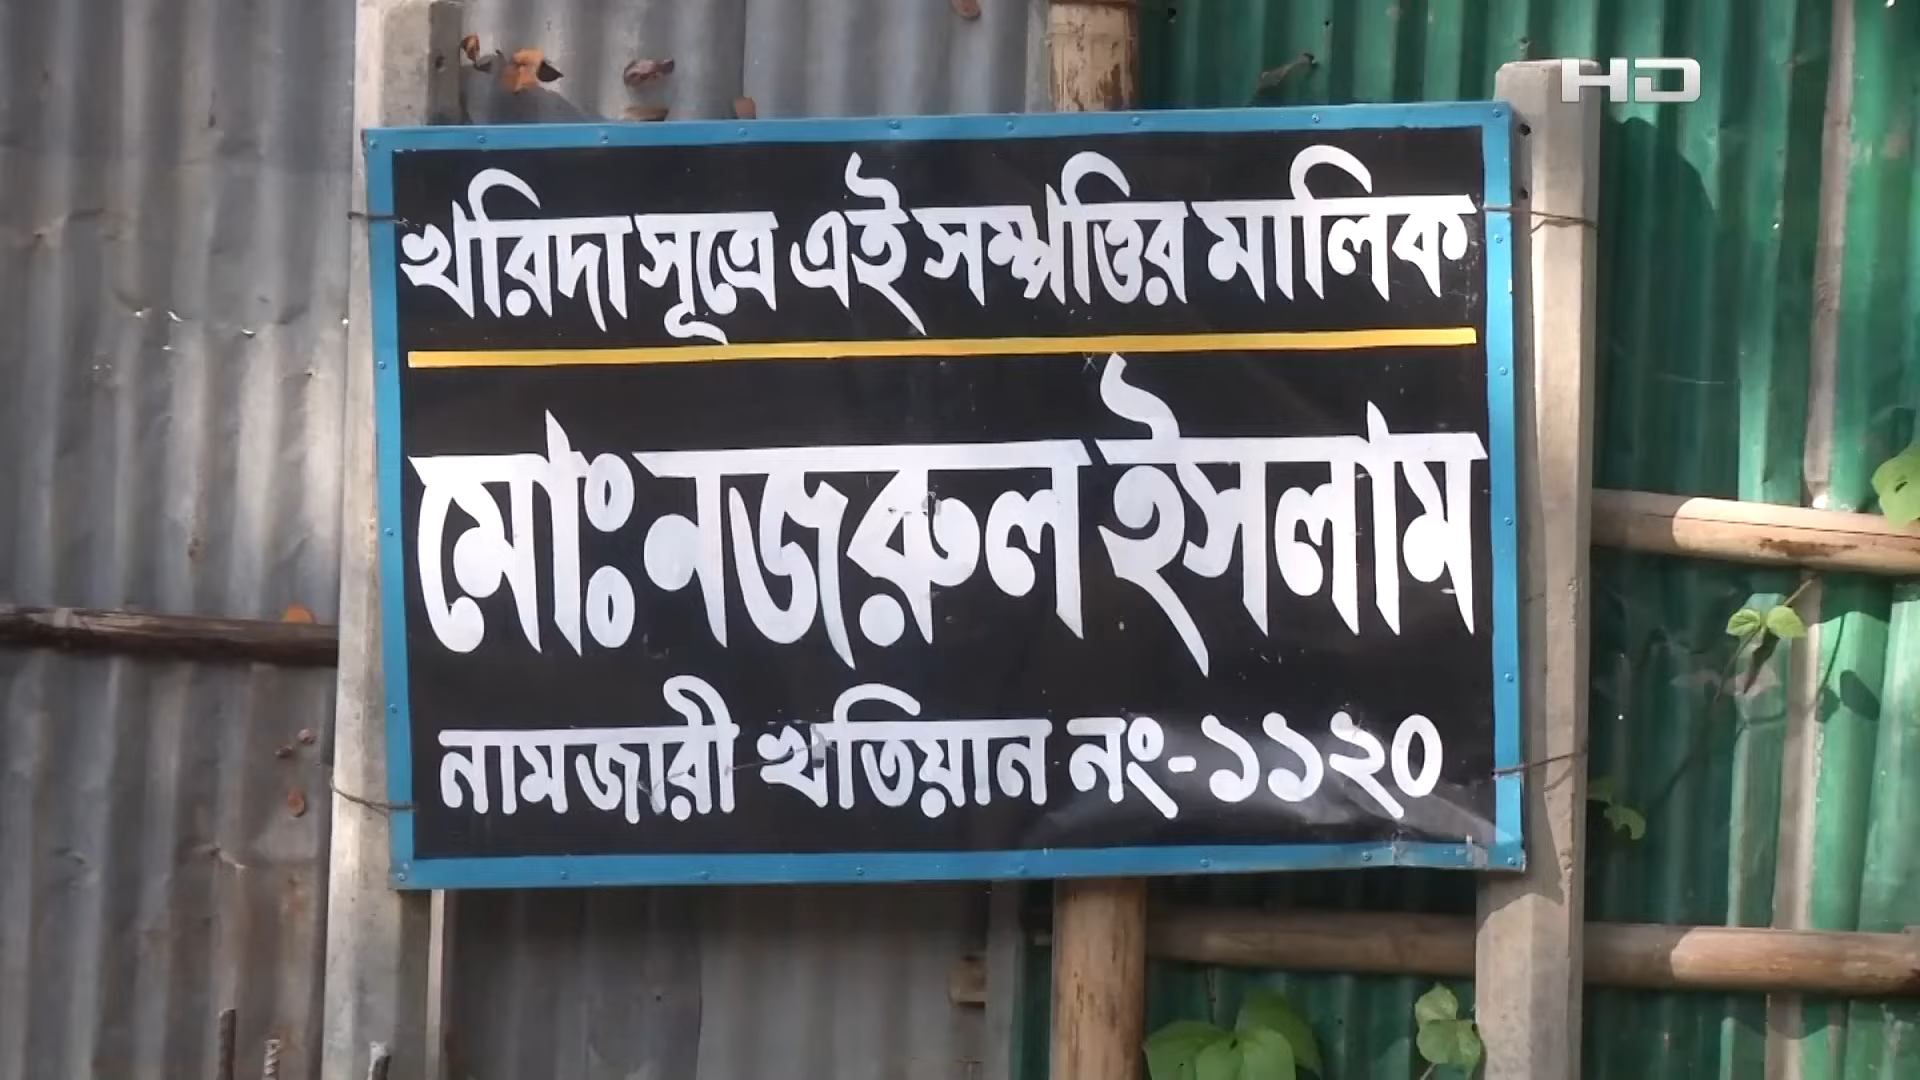 HD
খরিদা সূত্রে এই সম্পত্তির মালিক
মোঃ নজরুল ইসলাম
নামজারী খতিয়ান নং-১১২০